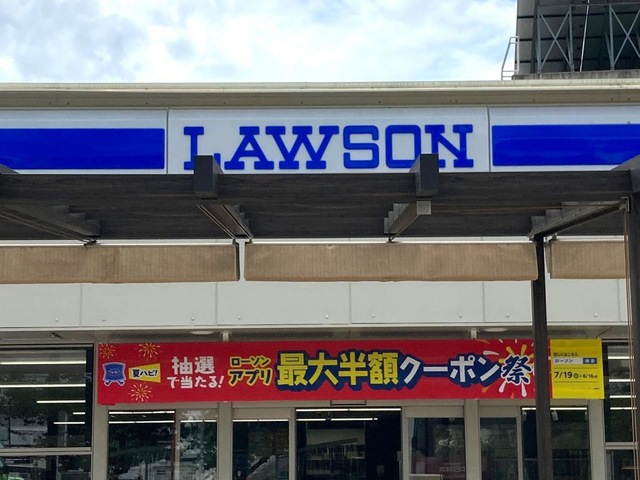 LAWSON
夏ハピ!
抽選
で当たる!
ローソン
アプリ
最大半額クーポン祭
ローソン
7/19